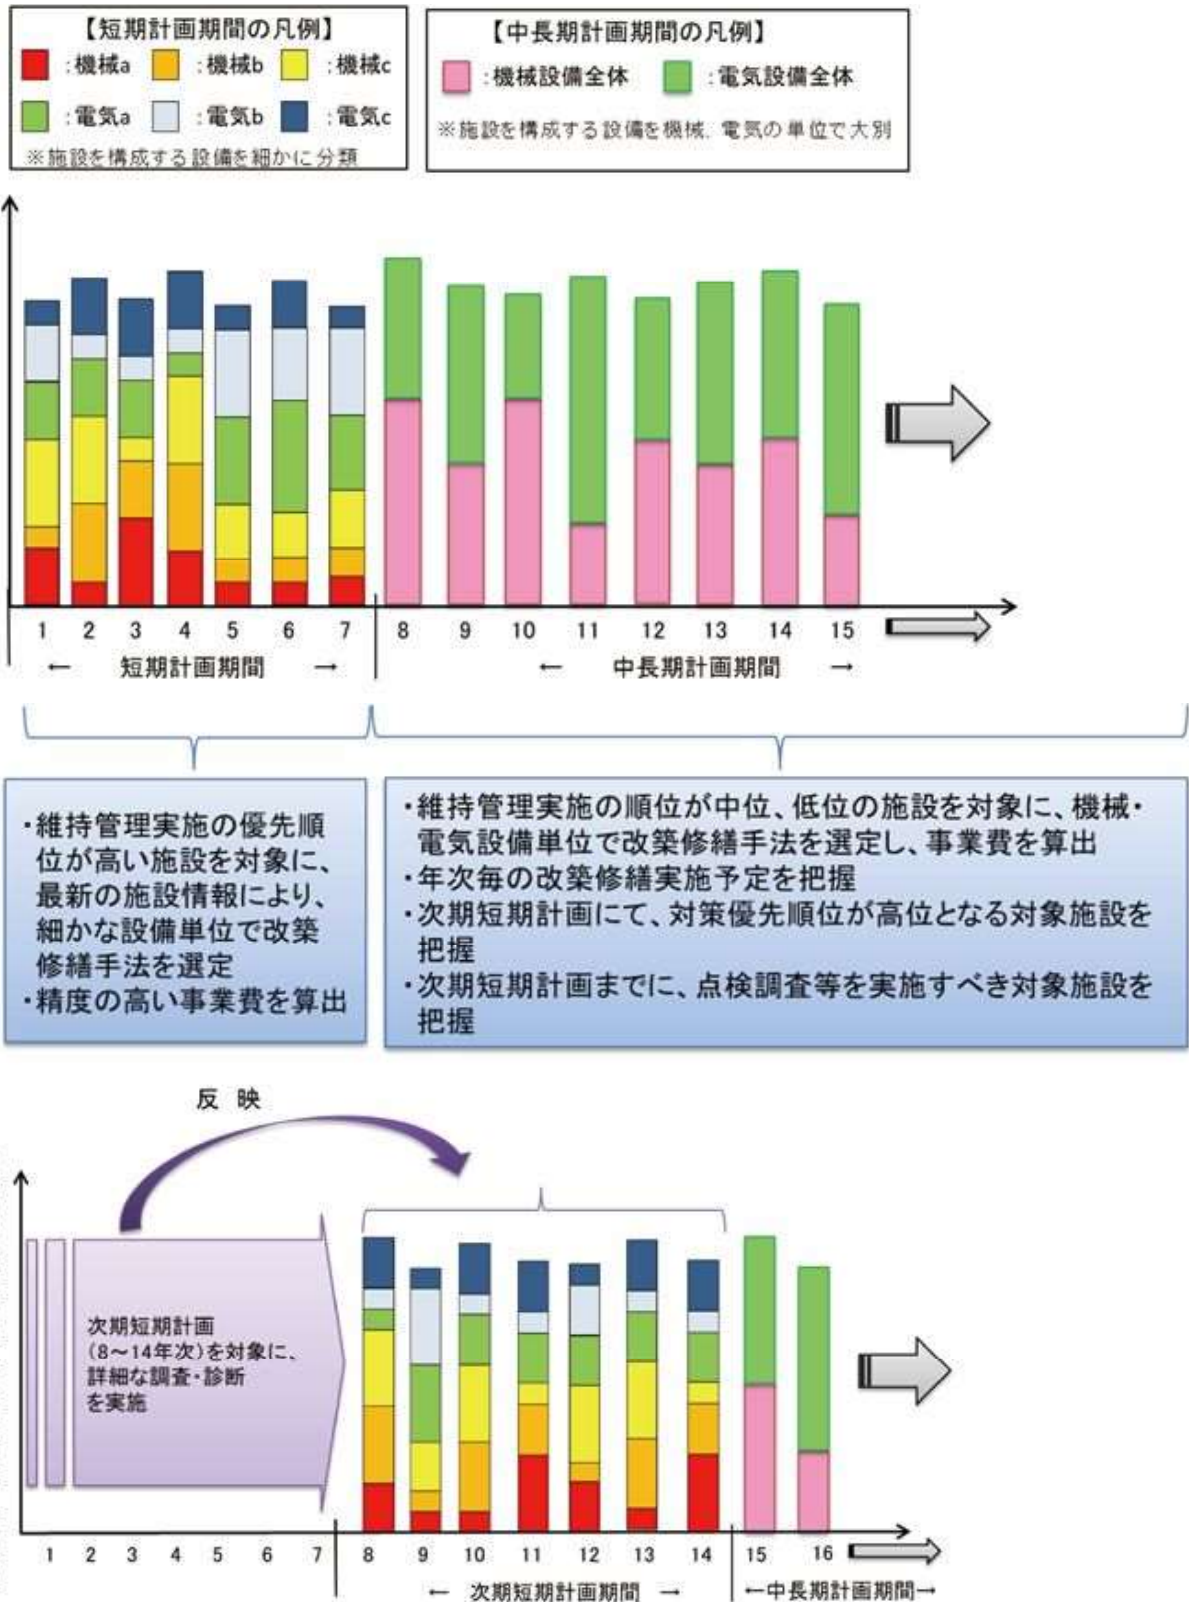 【短期計画期間の凡例】
:機械a :機械b :機械c
:電気a :電気b :電気c
※施設を構成する設備を細かに分類
【中長期計画期間の凡例】
:機械設備全体 :電気設備全体
※施設を構成する設備を機械、電気の単位で大別
1 2 3 4 5 6 7 8 9 10 11 12 13 14 15
← 短期計画期間 → ← 中長期計画期間 →
・維持管理実施の優先順
位が高い施設を対象に、
最新の施設情報により、
細かな設備単位で改築
修繕手法を選定
・精度の高い事業費を算出
・維持管理実施の順位が中位、低位の施設を対象に、機械・
電気設備単位で改築修繕手法を選定し、事業費を算出
・年次毎の改築修繕実施予定を把握
・次期短期計画にて、対策優先順位が高位となる対象施設を
把握
・次期短期計画までに、点検調査等を実施すべき対象施設を
把握
反 映
次期短期計画
(8~14年次)を対象に、
詳細な調査・診断
を実施
1 2 3 4 5 6 7 8 9 10 11 12 13 14 15 16
← 次期短期計画期間 → ←中長期計画期間→